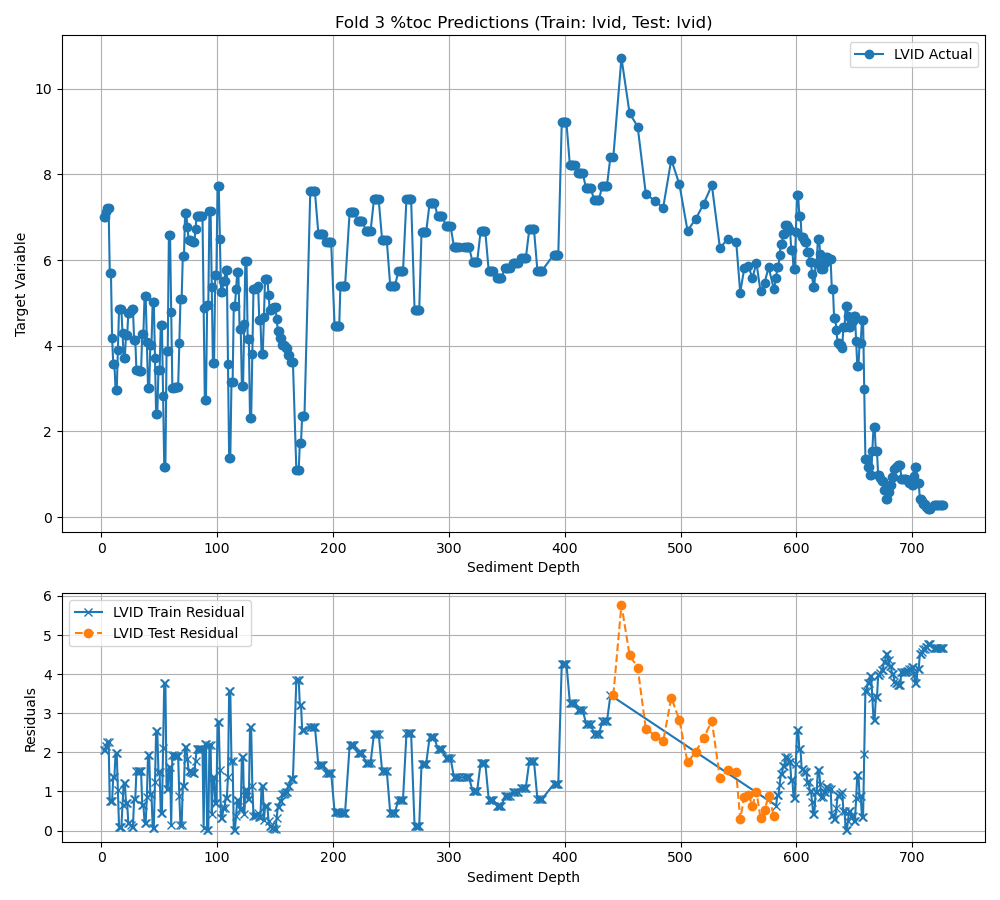 Fold 3 %toc Predictions (Train: lvid, Test: lvid)
LVID Actual
Target Variable
10
8
6
4
2
0
0 100 200 300 400 500 600 700
Sediment Depth
LVID Train Residual
LVID Test Residual
Residuals
6
5
4
3
2
1
0
0 100 200 300 400 500 600 700
Sediment Depth